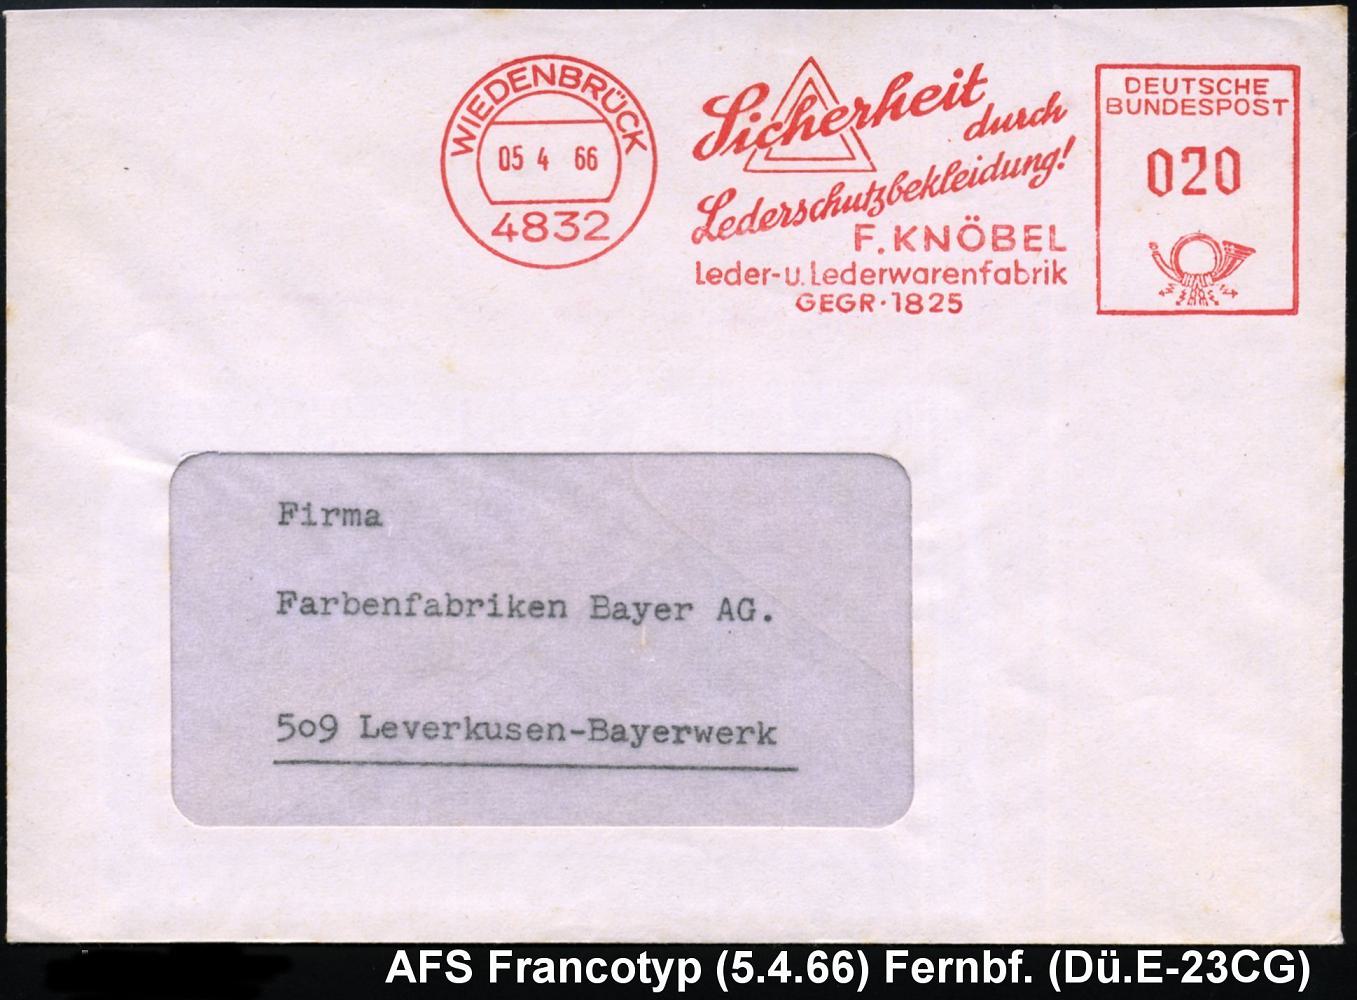 WIEDENBRÜCK
05 4 66
4832
Sicherheit
durch
Lederschutzbekleidung!
F. KNÖBEL
Leder-u. Lederwarenfabrik
GEGR·1825
DEUTSCHE
BUNDESPOST
020
Firma
Farbenfabriken Bayer AG.
509 Leverkusen-Bayerwerk
AFS Francotyp (5.4.66) Fernbf. (Dü.E-23CG)